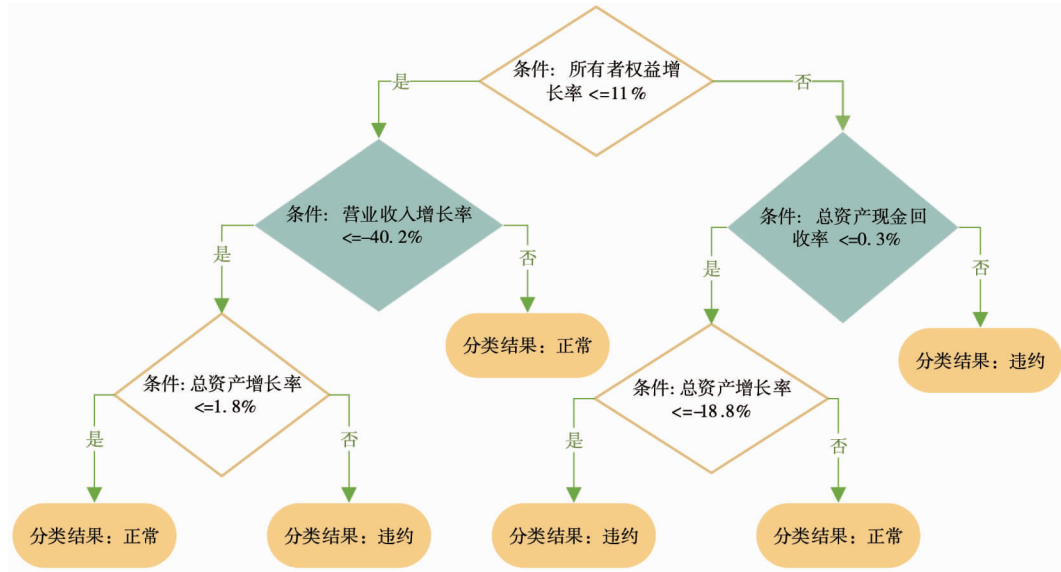 条件：所有者权益增
长率 <=11%
是
否
条件：营业收入增长率
<=-40.2%
条件：总资产现金回
收率 <=0.3%
是
否
是
否
分类结果：正常
分类结果：违约
条件：总资产增长率
<=1.8%
条件：总资产增长率
<=-18.8%
是
否
是
否
分类结果：正常
分类结果：违约
分类结果：违约
分类结果：正常